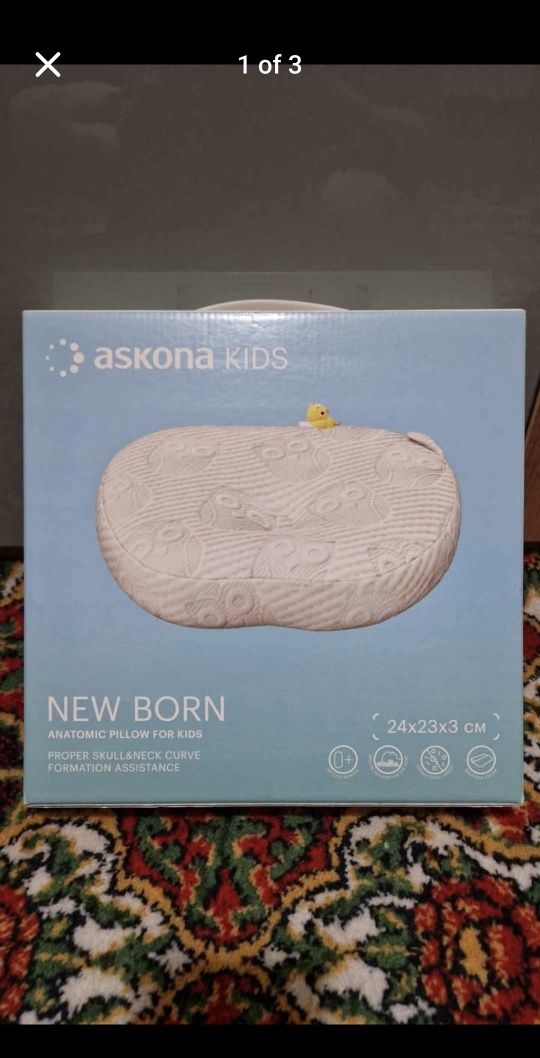 1 of 3
askona KIDS
NEW BORN
ANATOMIC PILLOW FOR KIDS
PROPER SKULL&NECK CURVE
FORMATION ASSISTANCE
24x23x3 см
0+